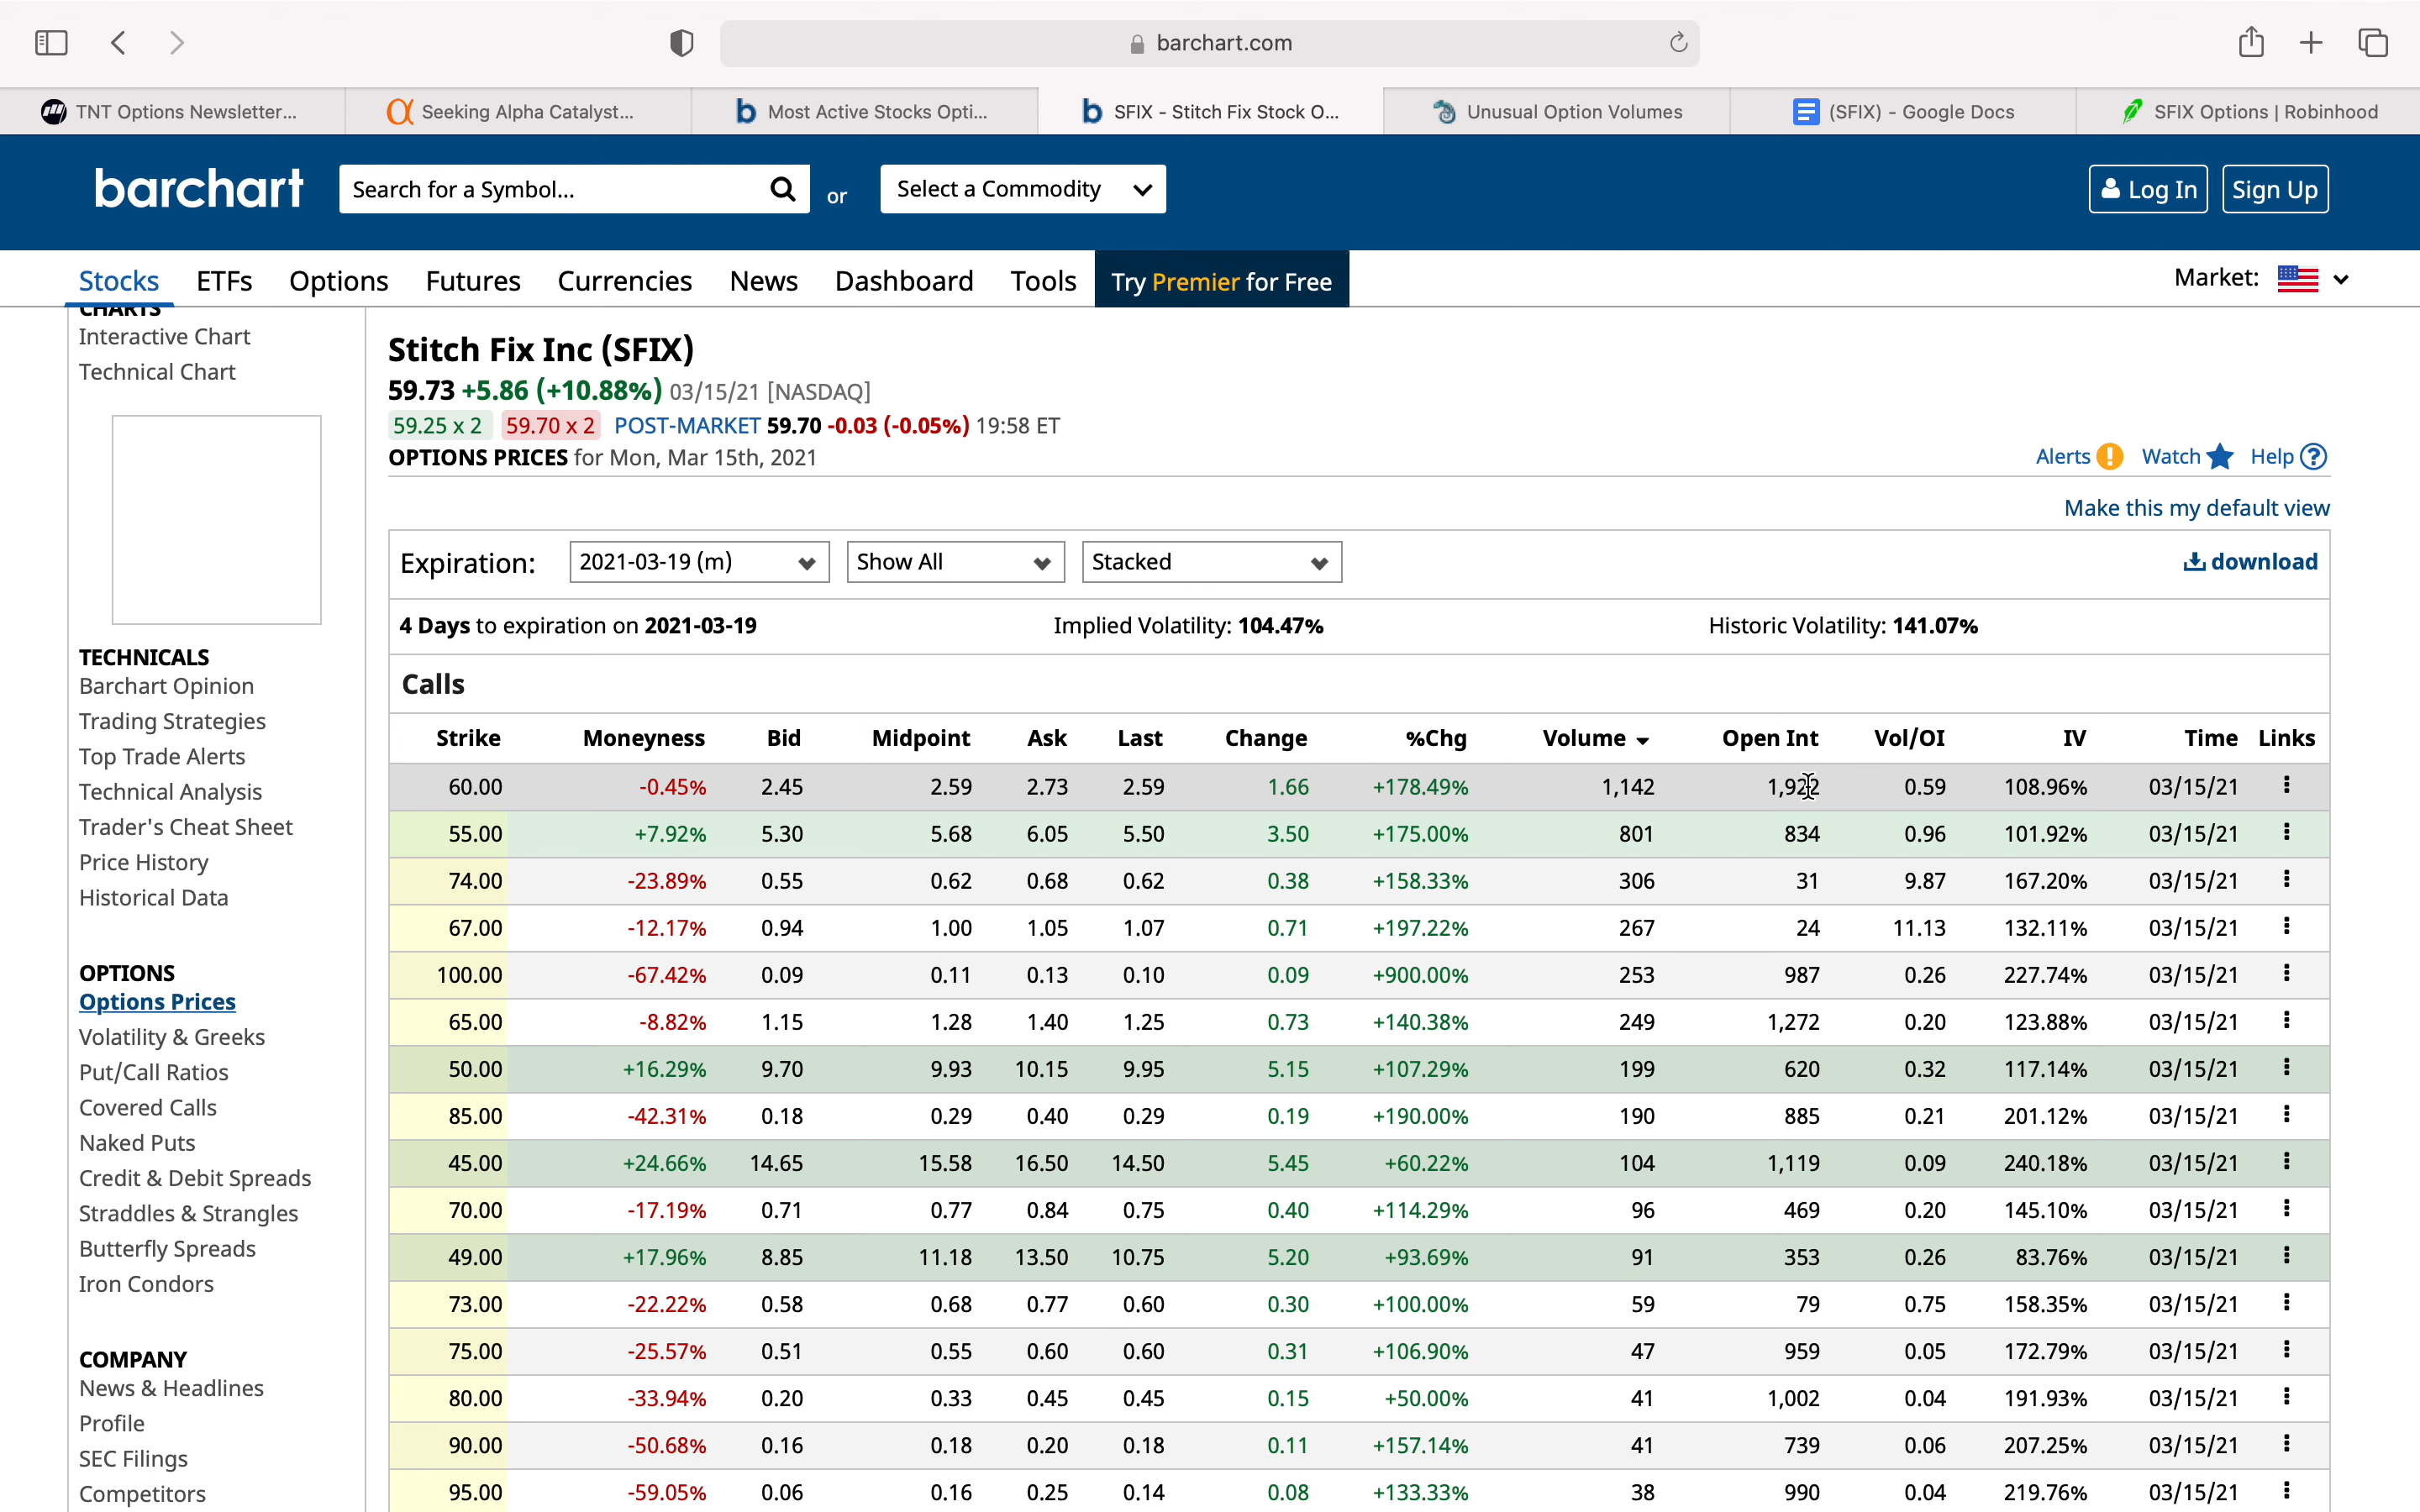 barchart.com
TNT Options Newsletter...
Seeking Alpha Catalyst...
Most Active Stocks Opti...
SFIX - Stitch Fix Stock O...
Unusual Option Volumes
(SFIX) - Google Docs
SFIX Options | Robinhood
barchart Search for a Symbol... or Select a Commodity Log In Sign Up
Stocks ETFs Options Futures Currencies News Dashboard Tools Try Premier for Free Market:
CHARTS
Interactive Chart
Technical Chart
TECHNICALS
Barchart Opinion
Trading Strategies
Top Trade Alerts
Technical Analysis
Trader's Cheat Sheet
Price History
Historical Data
OPTIONS
Options Prices
Volatility & Greeks
Put/Call Ratios
Covered Calls
Naked Puts
Credit & Debit Spreads
Straddles & Strangles
Butterfly Spreads
Iron Condors
COMPANY
News & Headlines
Profile
SEC Filings
Competitors
Stitch Fix Inc (SFIX)
59.73 +5.86 (+10.88%) 03/15/21 [NASDAQ]
59.25 x 2 59.70 x 2 POST-MARKET 59.70 -0.03 (-0.05%) 19:58 ET
OPTIONS PRICES for Mon, Mar 15th, 2021
Alerts Watch Help
Make this my default view
Expiration: 2021-03-19 (m) Show All Stacked download
4 Days to expiration on 2021-03-19 Implied Volatility: 104.47% Historic Volatility: 141.07%
Calls
Strike Moneyness Bid Midpoint Ask Last Change %Chg Volume Open Int Vol/OI IV Time Links
60.00 -0.45% 2.45 2.59 2.73 2.59 1.66 +178.49% 1,142 1,922 0.59 108.96% 03/15/21
55.00 +7.92% 5.30 5.68 6.05 5.50 3.50 +175.00% 801 834 0.96 101.92% 03/15/21
74.00 -23.89% 0.55 0.62 0.68 0.62 0.38 +158.33% 306 31 9.87 167.20% 03/15/21
67.00 -12.17% 0.94 1.00 1.05 1.07 0.71 +197.22% 267 24 11.13 132.11% 03/15/21
100.00 -67.42% 0.09 0.11 0.13 0.10 0.09 +900.00% 253 987 0.26 227.74% 03/15/21
65.00 -8.82% 1.15 1.28 1.40 1.25 0.73 +140.38% 249 1,272 0.20 123.88% 03/15/21
50.00 +16.29% 9.70 9.93 10.15 9.95 5.15 +107.29% 199 620 0.32 117.14% 03/15/21
85.00 -42.31% 0.18 0.29 0.40 0.29 0.19 +190.00% 190 885 0.21 201.12% 03/15/21
45.00 +24.66% 14.65 15.58 16.50 14.50 5.45 +60.22% 104 1,119 0.09 240.18% 03/15/21
70.00 -17.19% 0.71 0.77 0.84 0.75 0.40 +114.29% 96 469 0.20 145.10% 03/15/21
49.00 +17.96% 8.85 11.18 13.50 10.75 5.20 +93.69% 91 353 0.26 83.76% 03/15/21
73.00 -22.22% 0.58 0.68 0.77 0.60 0.30 +100.00% 59 79 0.75 158.35% 03/15/21
75.00 -25.57% 0.51 0.55 0.60 0.60 0.31 +106.90% 47 959 0.05 172.79% 03/15/21
80.00 -33.94% 0.20 0.33 0.45 0.45 0.15 +50.00% 41 1,002 0.04 191.93% 03/15/21
90.00 -50.68% 0.16 0.18 0.20 0.18 0.11 +157.14% 41 739 0.06 207.25% 03/15/21
95.00 -59.05% 0.06 0.16 0.25 0.14 0.08 +133.33% 38 990 0.04 219.76% 03/15/21